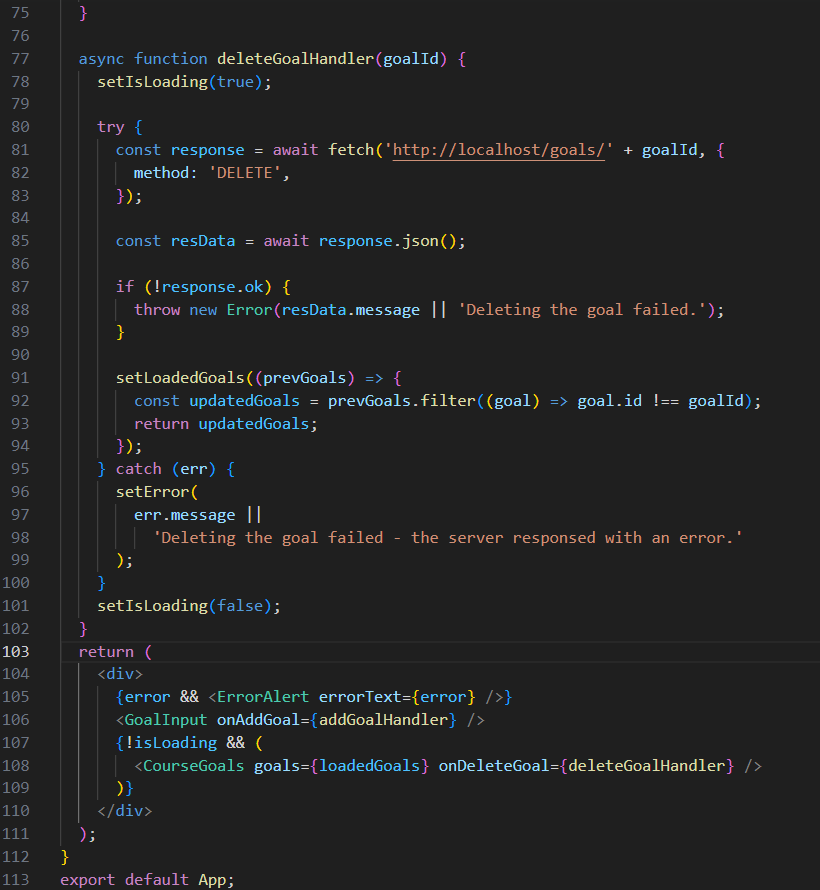 75 }
76
77 async function deleteGoalHandler(goalId) {
78 setIsLoading(true);
79
80 try {
81 const response = await fetch('http://localhost/goals/' + goalId, {
82 method: 'DELETE',
83 });
84
85 const resData = await response.json();
86
87 if (!response.ok) {
88 throw new Error(resData.message || 'Deleting the goal failed.');
89 }
90
91 setLoadedGoals((prevGoals) => {
92 const updatedGoals = prevGoals.filter((goal) => goal.id !== goalId);
93 return updatedGoals;
94 });
95 } catch (err) {
96 setError(
97 err.message ||
98 'Deleting the goal failed - the server responsed with an error.'
99 );
100 }
101 setIsLoading(false);
102 }
103 return (
104 <div>
105 {error && <ErrorAlert errorText={error} />}
106 <GoalInput onAddGoal={addGoalHandler} />
107 {!isLoading && (
108 <CourseGoals goals={loadedGoals} onDeleteGoal={deleteGoalHandler} />
109 )}
110 </div>
111 );
112 }
113 export default App;